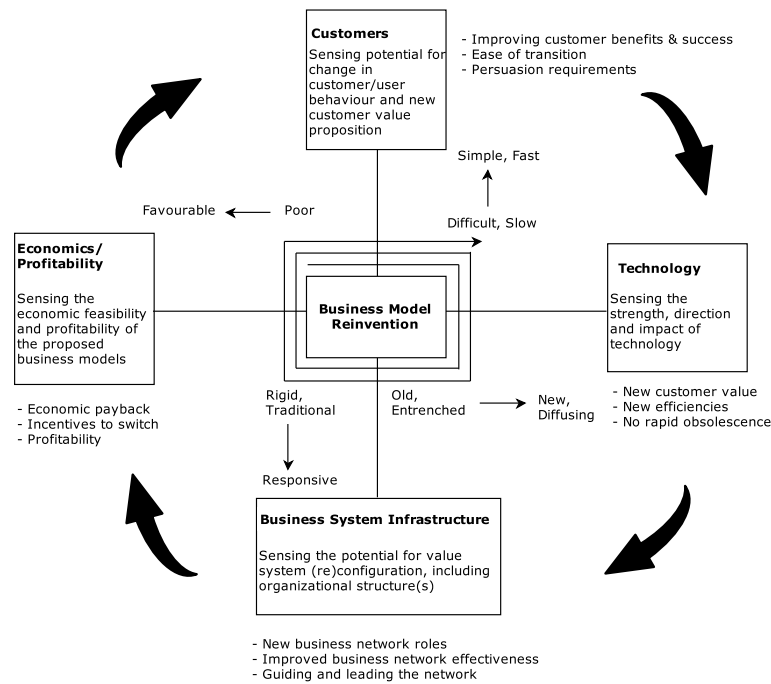 Customers
Sensing potential for
change in
customer/user
behaviour and new
customer value
proposition
- Improving customer benefits & success
- Ease of transition
- Persuasion requirements
Simple, Fast
Difficult, Slow
Favourable
Poor
Economics/
Profitability
Sensing the
economic feasibility
and profitability of
the proposed
business models
- Economic payback
- Incentives to switch
- Profitability
Business Model
Reinvention
Technology
Sensing the
strength, direction
and impact of
technology
- New customer value
- New efficiencies
- No rapid obsolescence
Rigid,
Traditional
Responsive
Old,
Entrenched
New,
Diffusing
Business System Infrastructure
Sensing the potential for value
system (re)configuration, including
organizational structure(s)
- New business network roles
- Improved business network effectiveness
- Guiding and leading the network